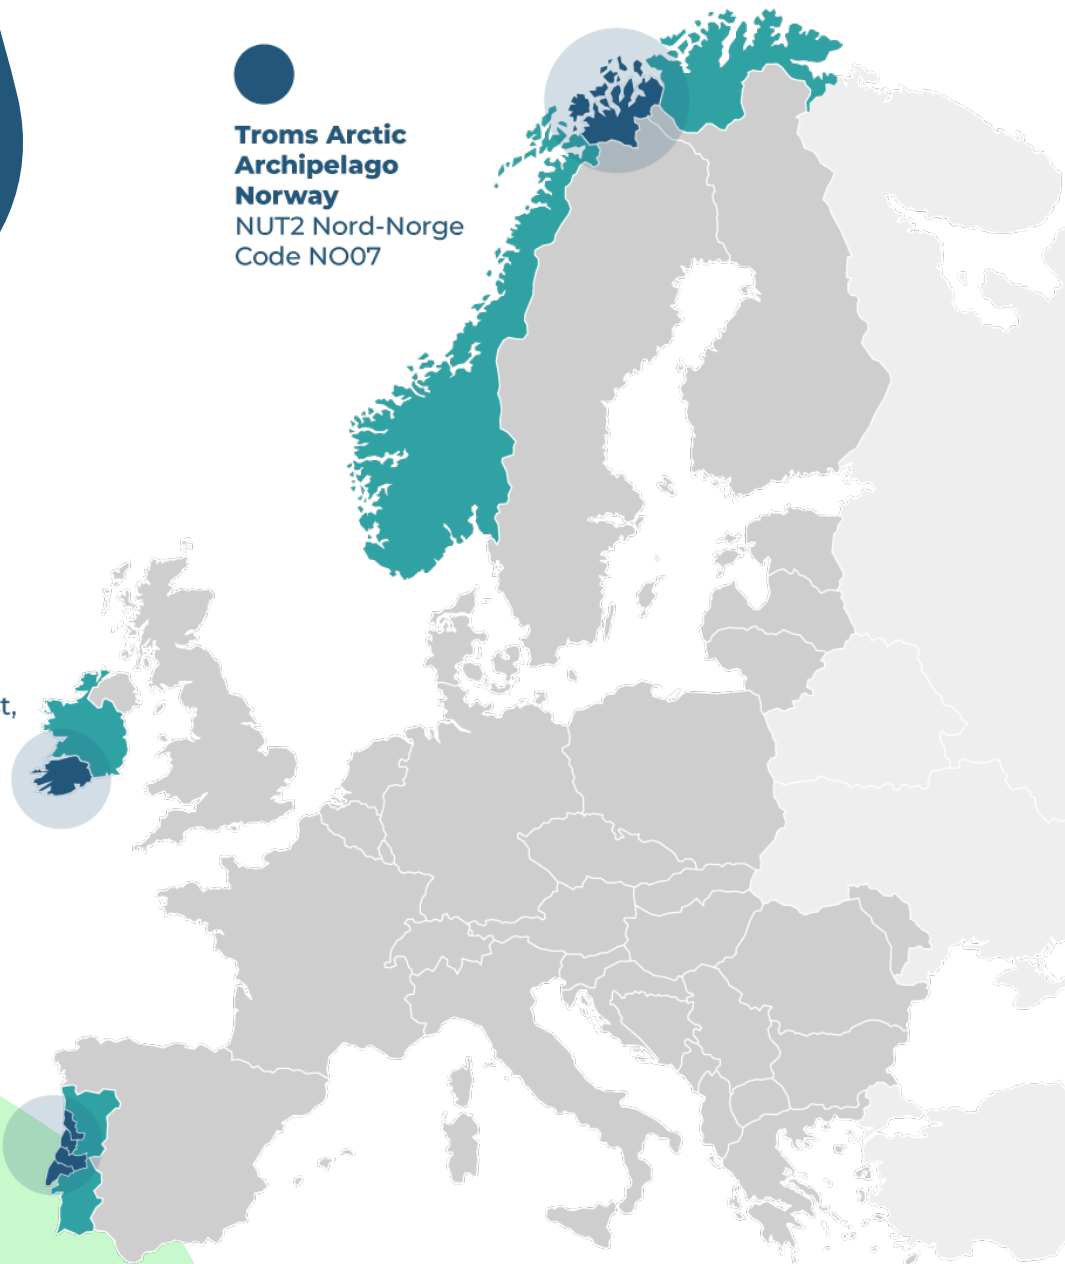 Troms Arctic
Archipelago
Norway
NUT2 Nord-Norge
Code NO07
t,